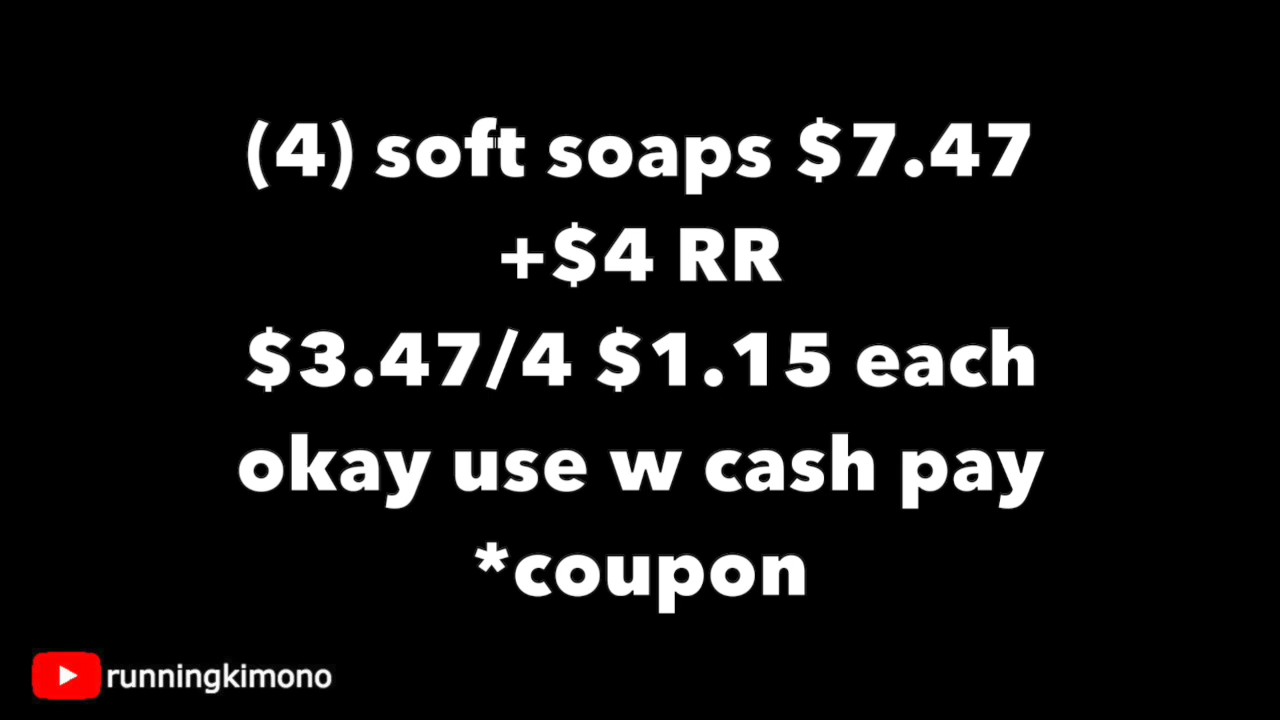 (4) soft soaps $7.47
+$4 RR
$3.47/4 $1.15 each
okay use w cash pay
*coupon
runningkimono